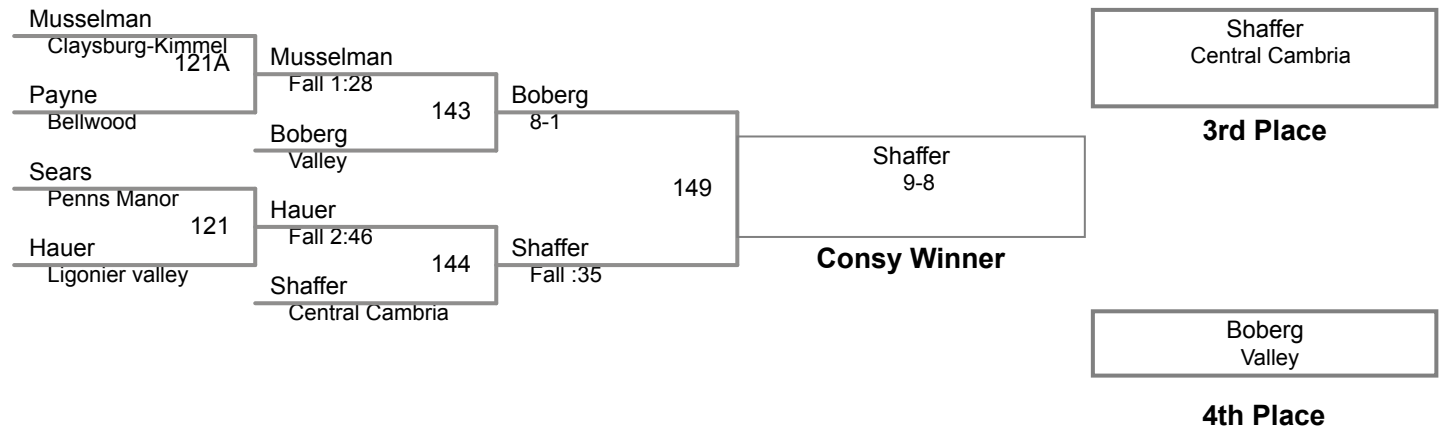 Musselman
Claysburg-Kimmel
121A
Payne
Bellwood
Sears
Penns Manor
121
Hauer
Ligonier valley
Musselman
Fall 1:28
143
Boberg
Valley
Hauer
Fall 2:46
144
Shaffer
Central Cambria
Boberg
8-1
149
Shaffer
Fall :35
Shaffer
9-8
Consy Winner
Shaffer
Central Cambria
3rd Place
Boberg
Valley
4th Place